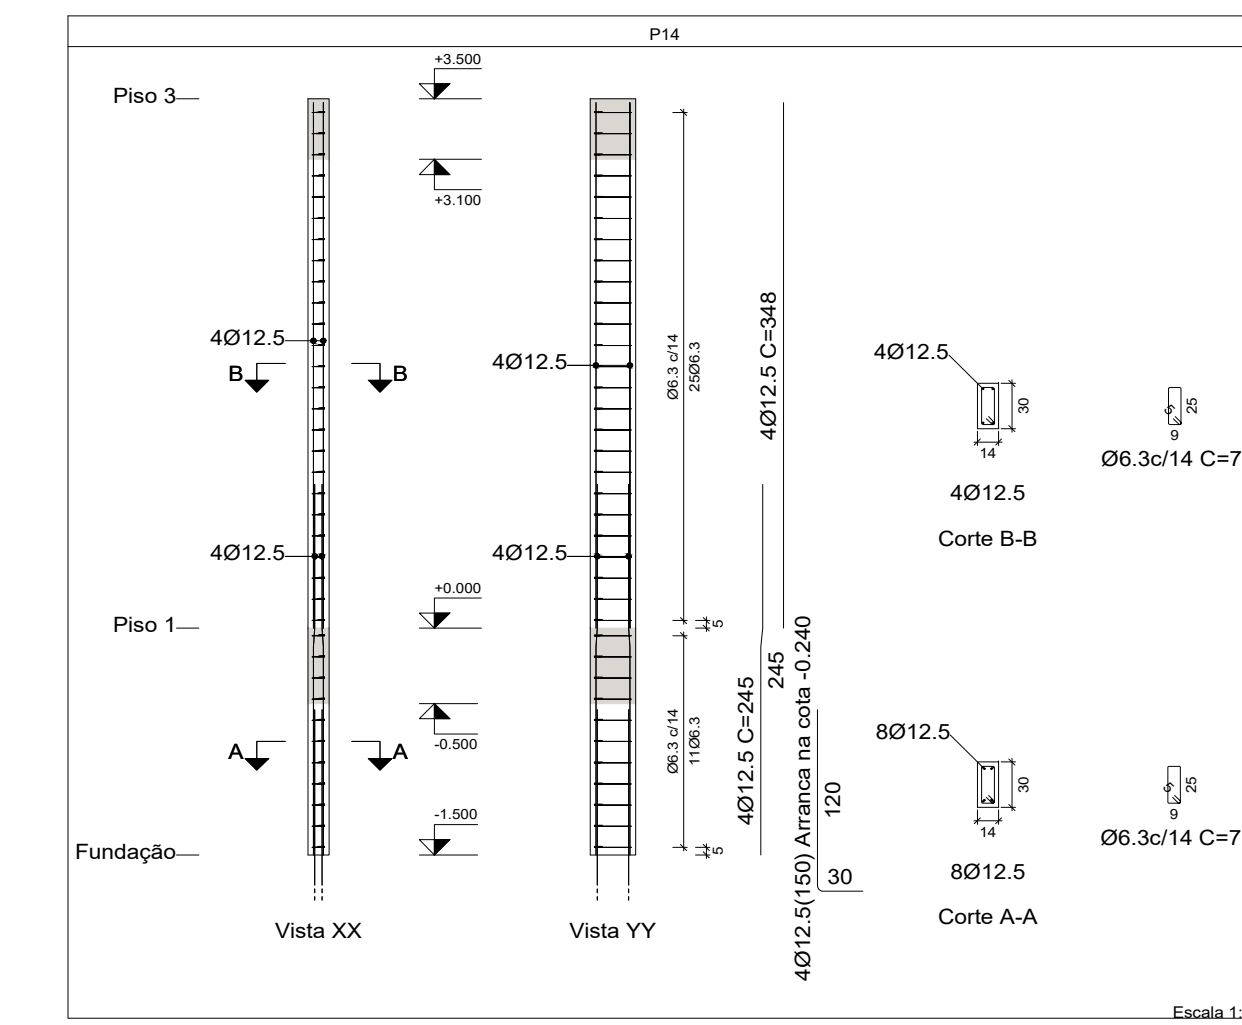 P14
+3.500
Piso 3
+3.100
4Ø12.5
B
B
4Ø12.5
Ø6.3 c/14
25Ø6.3
4Ø12.5 C=348
4Ø12.5
4Ø12.5
+0.000
Piso 1
5
-0.500
Ø6.3 c/14
11Ø6.3
A
A
-1.500
Fundação
5
4Ø12.5 C=245
245
4Ø12.5(150) Arranca na cota -0.240
120
30
Vista XX
Vista YY
4Ø12.5
30
14
4Ø12.5
Corte B-B
5
25
9
Ø6.3c/14 C=7
8Ø12.5
30
14
8Ø12.5
Corte A-A
5
25
9
Ø6.3c/14 C=7
Escala 1: